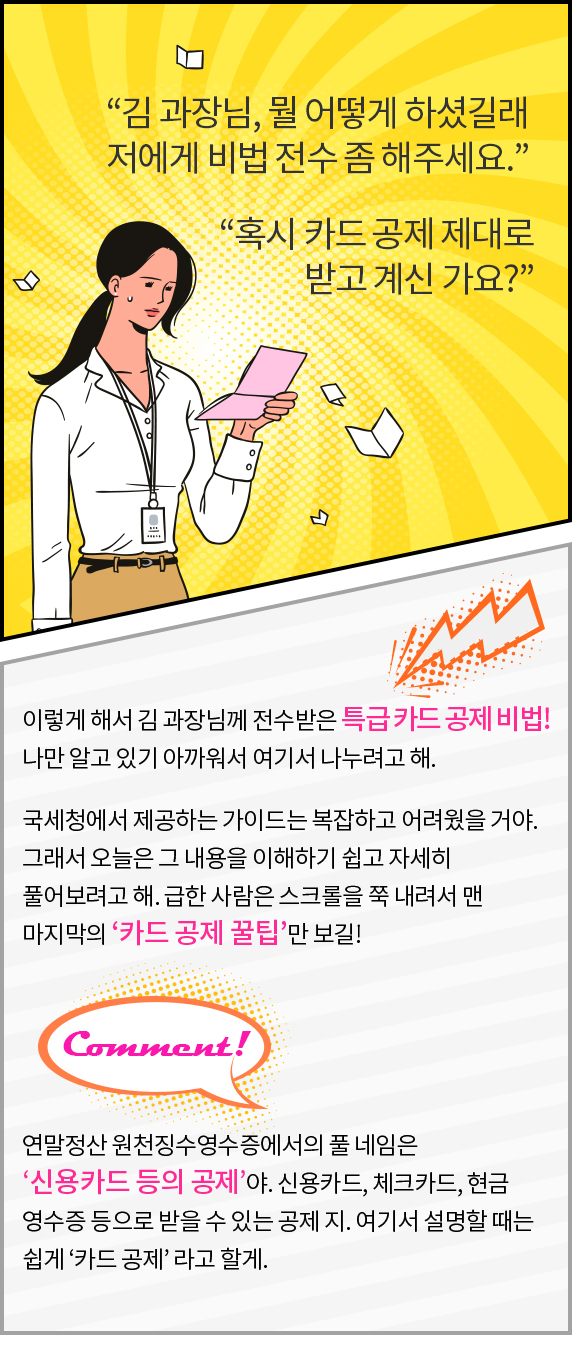 “김 과장님, 뭘 어떻게 하셨길래
저에게 비법 전수 좀 해주세요.”
“혹시 카드 공제 제대로
받고 계신 가요?”
이렇게 해서 김 과장님께 전수받은 특급 카드 공제 비법!
나만 알고 있기 아까워서 여기서 나누려고 해.
국세청에서 제공하는 가이드는 복잡하고 어려웠을 거야.
그래서 오늘은 그 내용을 이해하기 쉽고 자세히
풀어보려고 해. 급한 사람은 스크롤을 쭉 내려서 맨
마지막의 ‘카드 공제 꿀팁’만 보길!
Comment!
연말정산 원천징수영수증에서의 풀 네임은
‘신용카드 등의 공제’야. 신용카드, 체크카드, 현금
영수증 등으로 받을 수 있는 공제 지. 여기서 설명할 때는
쉽게 ‘카드 공제’ 라고 할게.